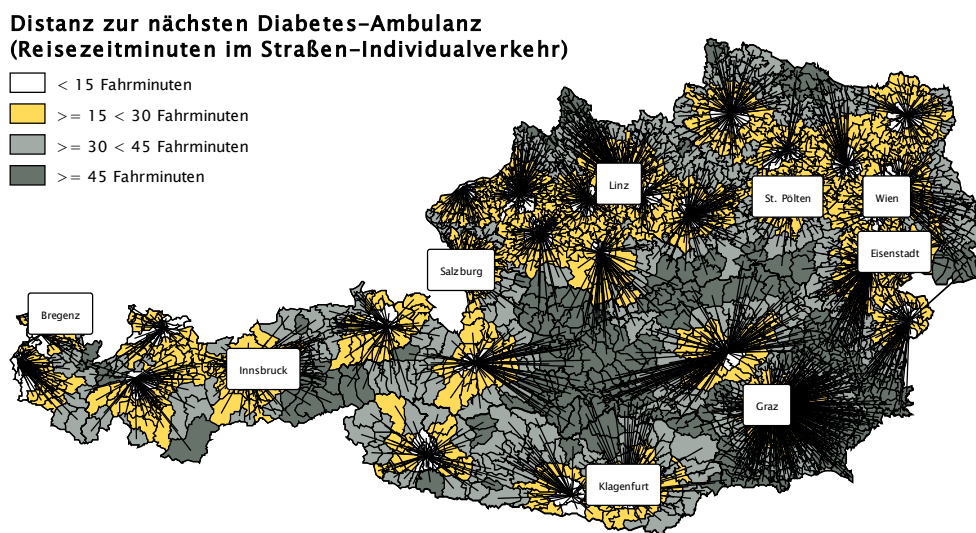 Distanz zur nächsten Diabetes-Ambulanz
(Reisezeitminuten im Straßen-Individualverkehr)
< 15 Fahrminuten
>= 15 < 30 Fahrminuten
>= 30 < 45 Fahrminuten
>= 45 Fahrminuten
Linz
St. Pölten
Wien
Eisenstadt
Salzburg
Bregenz
Innsbruck
Graz
Klagenfurt